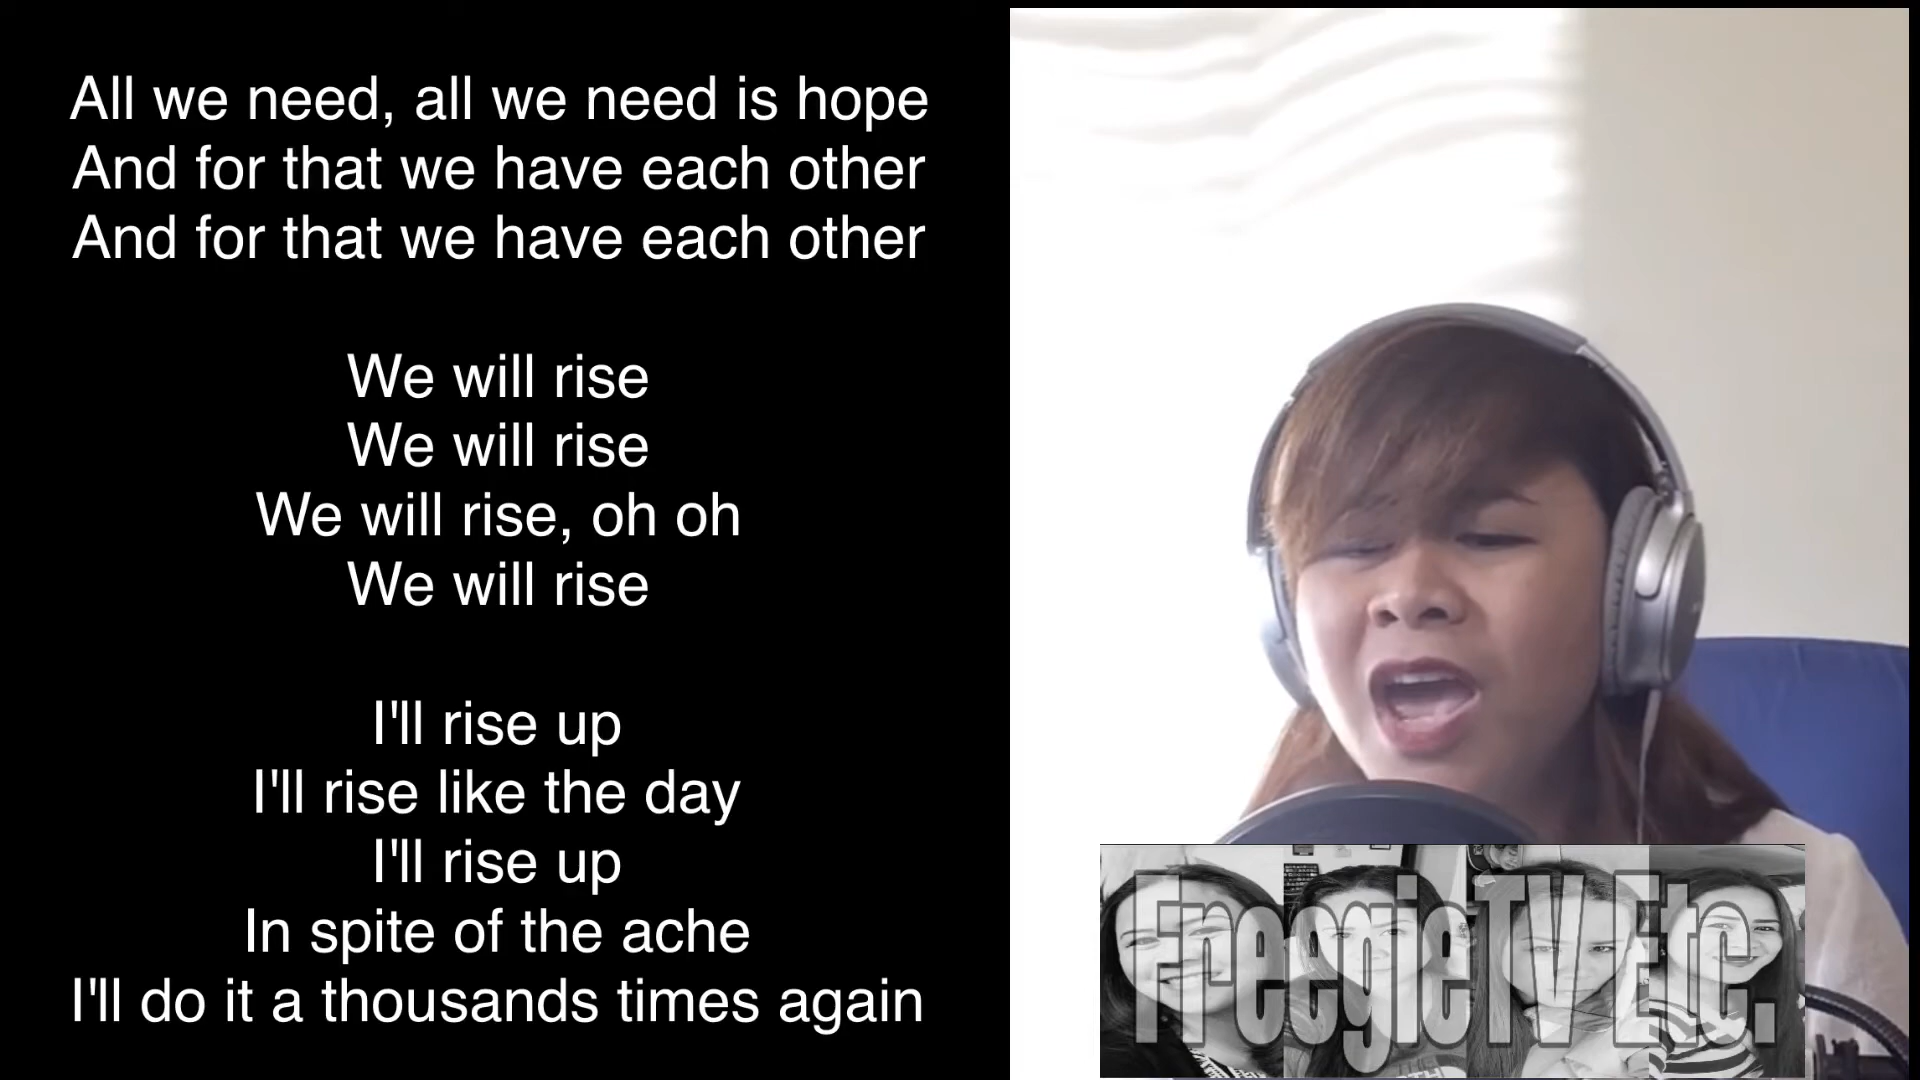 All we need, all we need is hope
And for that we have each other
And for that we have each other
We will rise
We will rise
We will rise, oh oh
We will rise
I'll rise up
I'll rise like the day
I'll rise up
In spite of the ache
I'll do it a thousands times again
FreegieTV Etc.